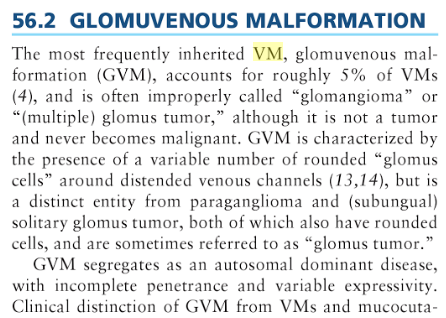 56.2 GLOMUVENOUS MALFORMATION
The most frequently inherited VM, glomuvenous mal-
formation (GVM), accounts for roughly 5% of VMs
(4), and is often improperly called “glomangioma” or
“(multiple) glomus tumor,” although it is not a tumor
and never becomes malignant. GVM is characterized by
the presence of a variable number of rounded “glomus
cells” around distended venous channels (13,14), but is
a distinct entity from paraganglioma and (subungual)
solitary glomus tumor, both of which also have rounded
cells, and are sometimes referred to as “glomus tumor.”
GVM segregates as an autosomal dominant disease,
with incomplete penetrance and variable expressivity.
Clinical distinction of GVM from VMs and mucocuta-